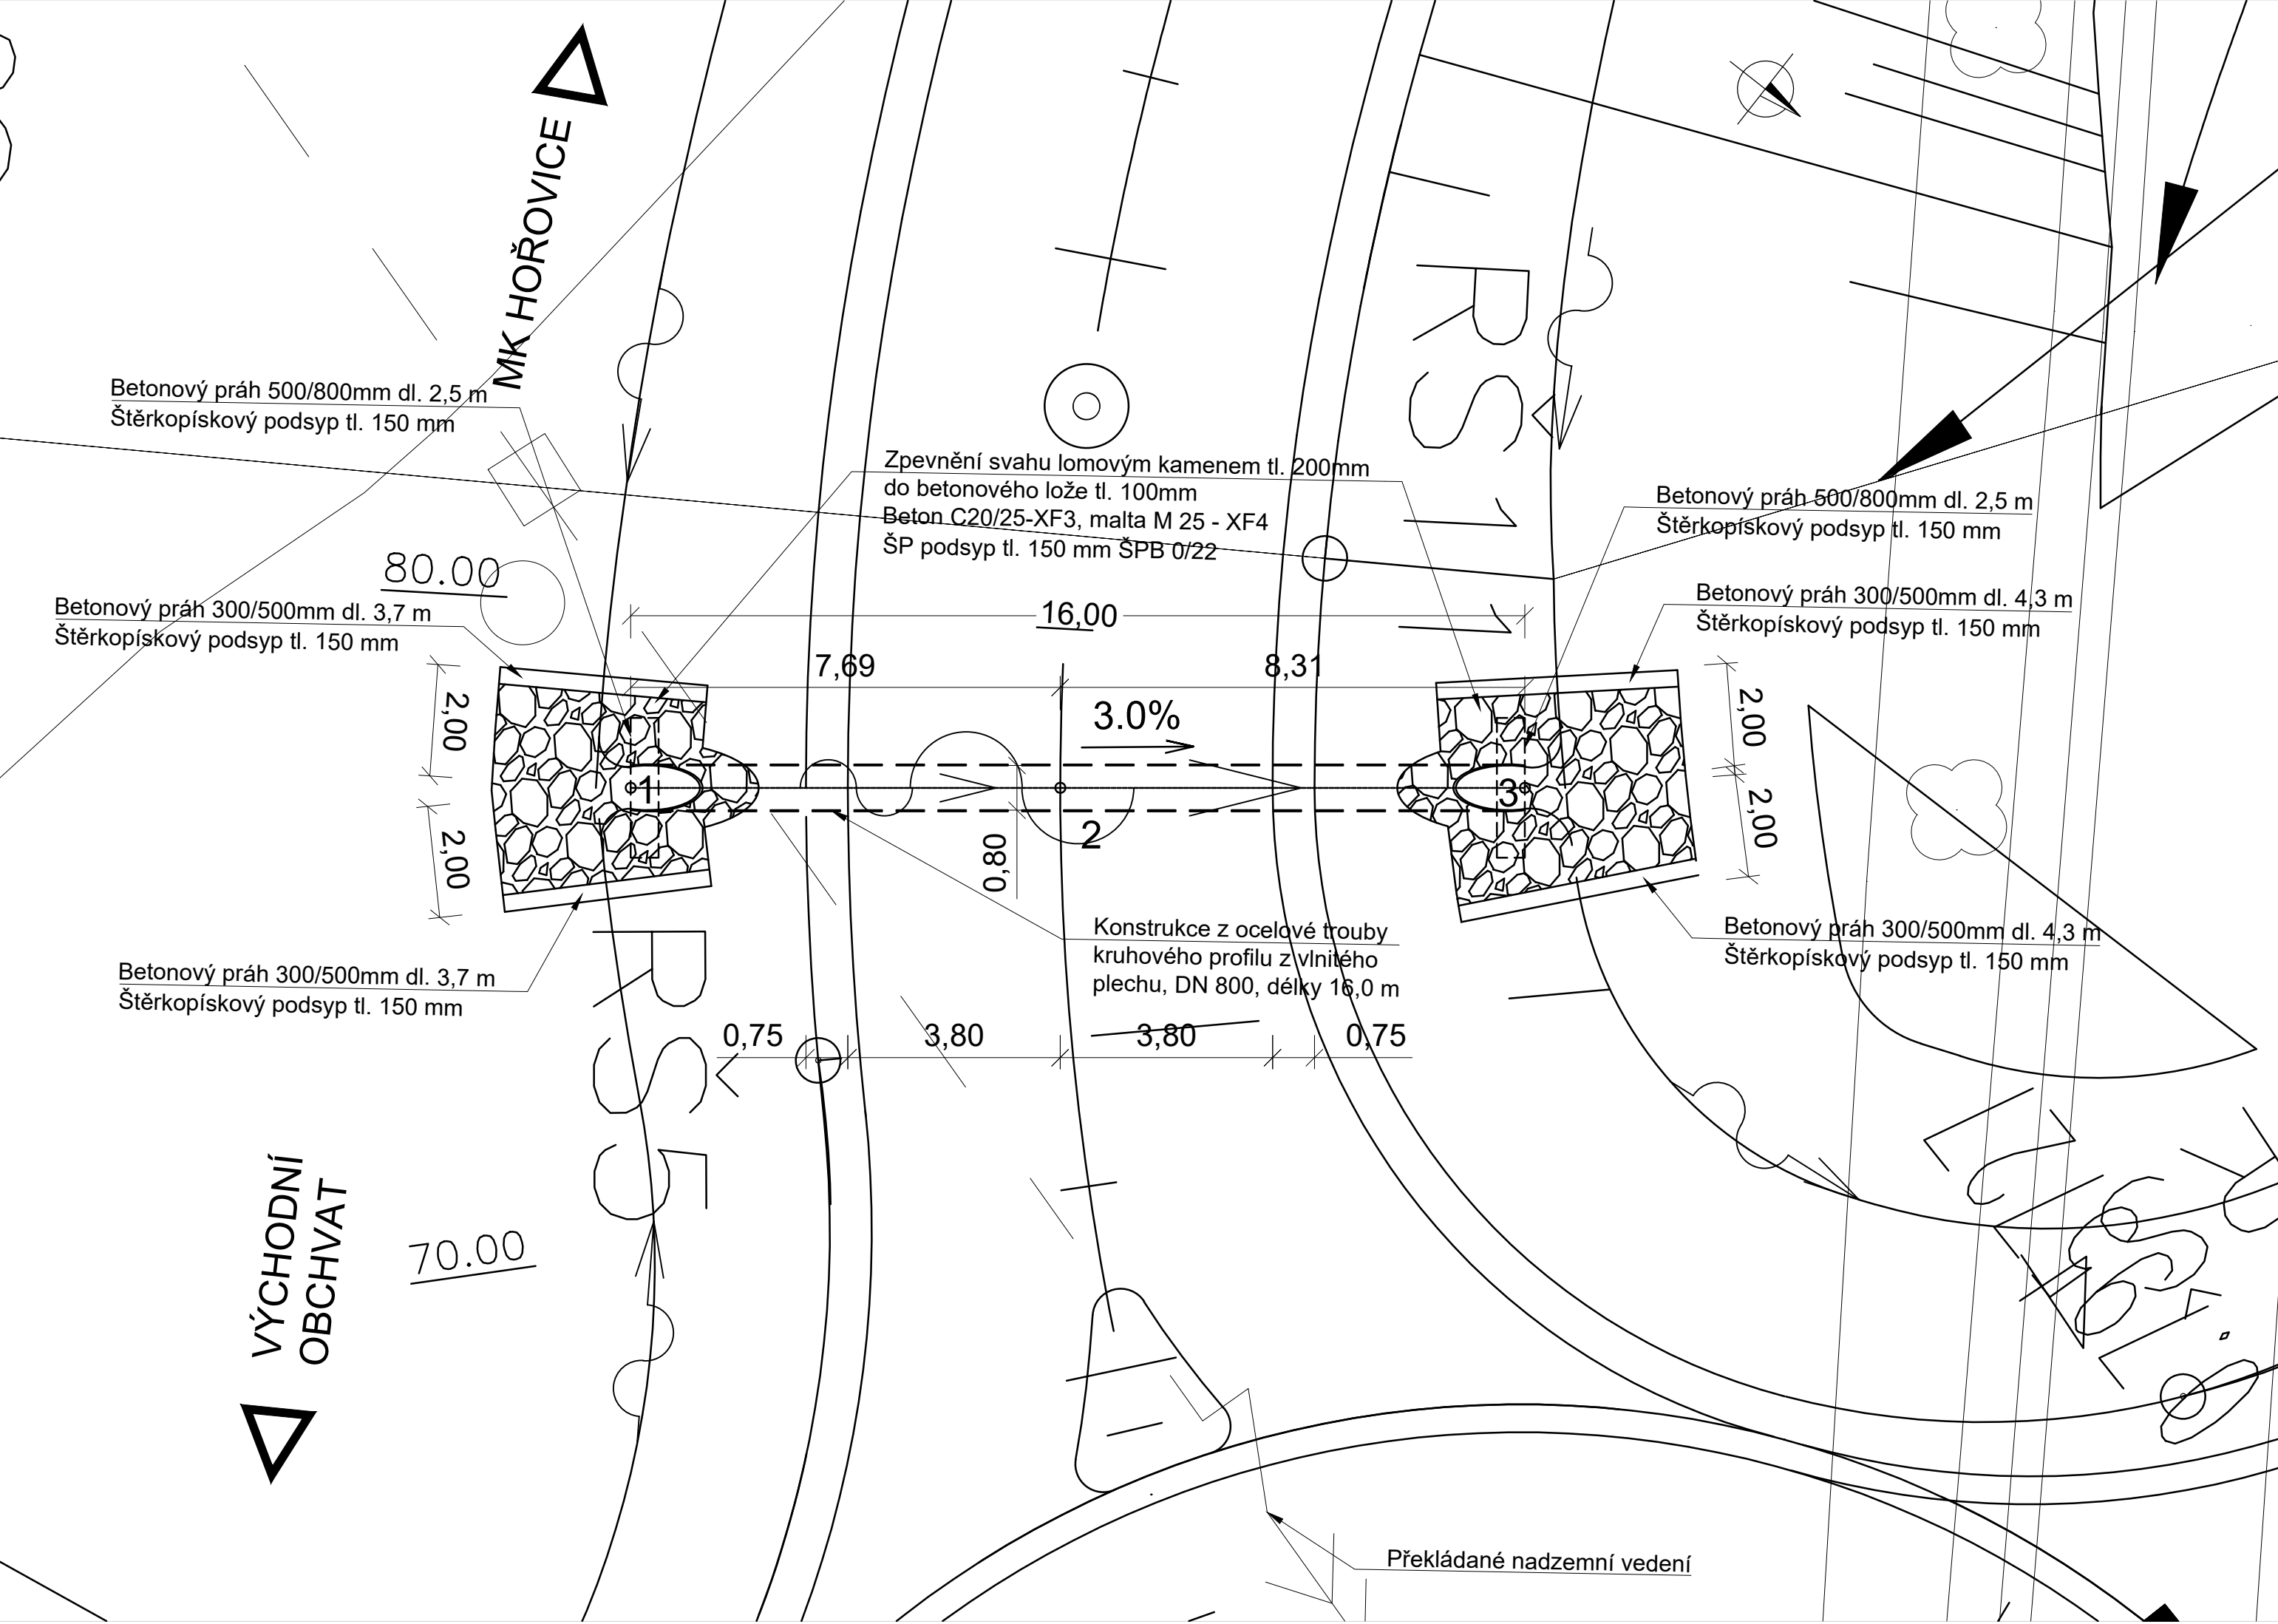 MK HOŘOVICE
Betonový práh 500/800mm dl. 2,5 m
Štěrkopískový podsyp tl. 150 mm
Zpevnění svahu lomovým kamenem tl. 200mm
do betonového lože tl. 100mm
Beton C20/25-XF3, malta M 25 - XF4
ŠP podsyp tl. 150 mm ŠPB 0/22
Betonový práh 500/800mm dl. 2,5 m
Štěrkopískový podsyp tl. 150 mm
80.00
Betonový práh 300/500mm dl. 3,7 m
Štěrkopískový podsyp tl. 150 mm
Betonový práh 300/500mm dl. 4,3 m
Štěrkopískový podsyp tl. 150 mm
16,00
7,69
8,31
3.0%
2,00
2,00
2,00
2,00
1
2
3
0,80
Konstrukce z ocelové trouby
kruhového profilu z vlnitého
plechu, DN 800, délky 16,0 m
Betonový práh 300/500mm dl. 4,3 m
Štěrkopískový podsyp tl. 150 mm
Betonový práh 300/500mm dl. 3,7 m
Štěrkopískový podsyp tl. 150 mm
0,75
3,80
3,80
0,75
VÝCHODNÍ
OBCHVAT
70.00
Překládané nadzemní vedení